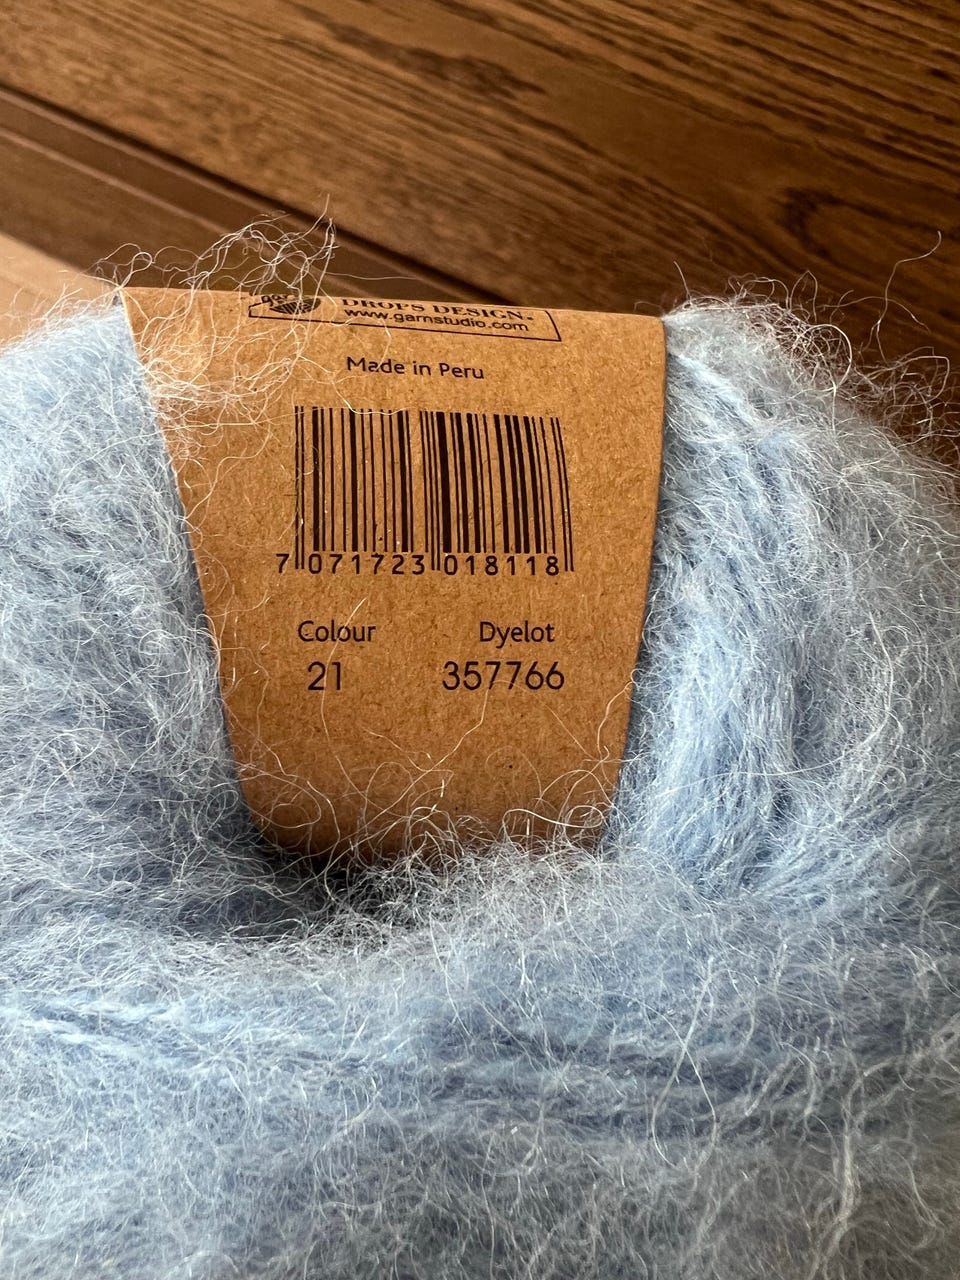 DROPS DESIGN.
www.garnstudio.com
Made in Peru
7 071723 018118
Colour Dyelot
21 357766